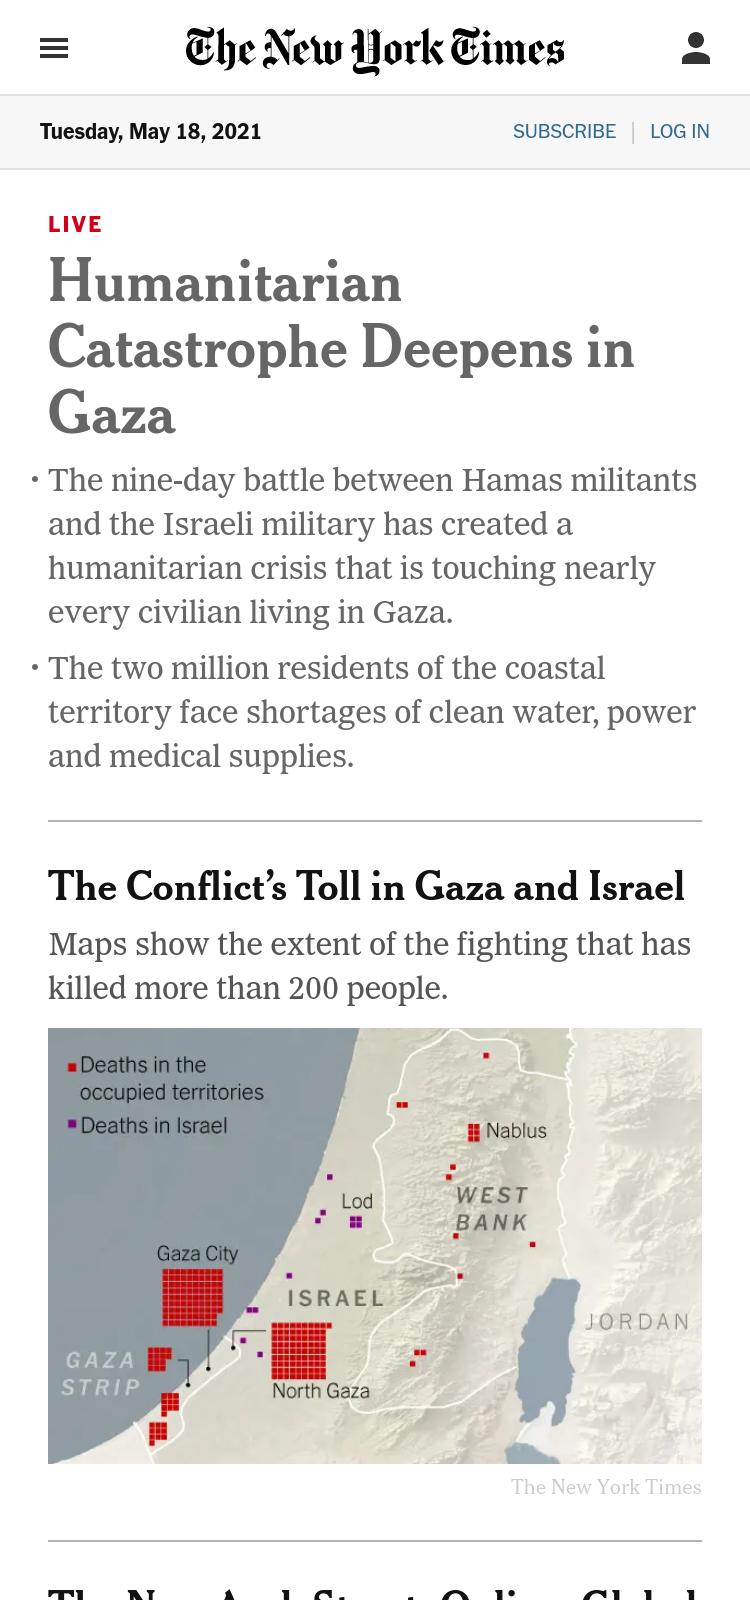 The New York Times
Tuesday, May 18, 2021
SUBSCRIBE | LOG IN
LIVE
Humanitarian
Catastrophe Deepens in
Gaza
• The nine-day battle between Hamas militants
and the Israeli military has created a
humanitarian crisis that is touching nearly
every civilian living in Gaza.
• The two million residents of the coastal
territory face shortages of clean water, power
and medical supplies.
The Conflict’s Toll in Gaza and Israel
Maps show the extent of the fighting that has
killed more than 200 people.
Deaths in the
occupied territories
Deaths in Israel
Nablus
WEST
BANK
Lod
Gaza City
ISRAEL
JORDAN
GAZA
STRIP
North Gaza
The New York Times